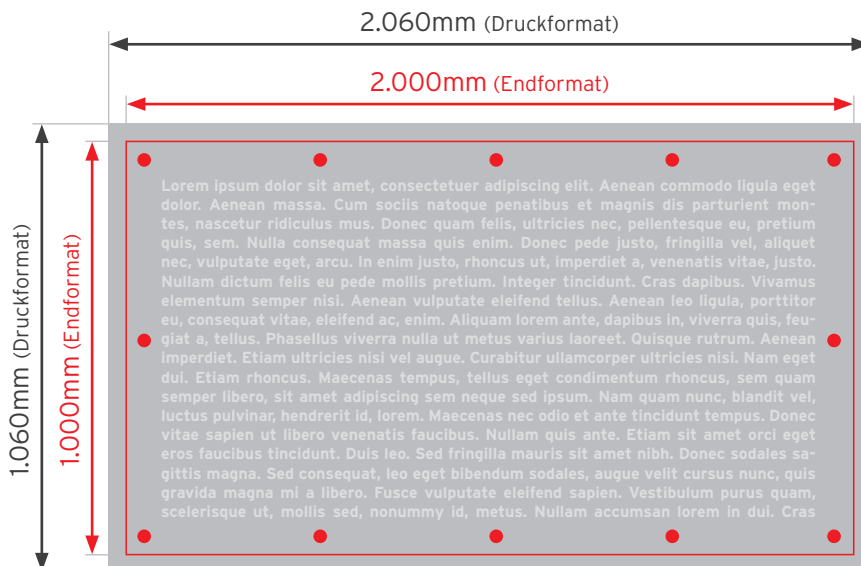 2.060mm (Druckformat)
2.000mm (Endformat)
1.060mm (Druckformat)
1.000mm (Endformat)
Lorem ipsum dolor sit amet, consectetuer adipiscing elit. Aenean commodo ligula eget
dolor. Aenean massa. Cum sociis natoque penatibus et magnis dis parturient mon-
tes, nascetur ridiculus mus. Donec quam felis, ultricies nec, pellentesque eu, pretium
quis, sem. Nulla consequat massa quis enim. Donec pede justo, fringilla vel, aliquet
nec, vulputate eget, arcu. In enim justo, rhoncus ut, imperdiet a, venenatis vitae, justo.
Nullam dictum felis eu pede mollis pretium. Integer tincidunt. Cras dapibus. Vivamus
elementum semper nisi. Aenean vulputate eleifend tellus. Aenean leo ligula, porttitor
eu, consequat vitae, eleifend ac, enim. Aliquam lorem ante, dapibus in, viverra quis, feu-
giat a, tellus. Phasellus viverra nulla ut metus varius laoreet. Quisque rutrum. Aenean
imperdiet. Etiam ultricies nisi vel augue. Curabitur ullamcorper ultricies nisi. Nam eget
dui. Etiam rhoncus. Maecenas tempus, tellus eget condimentum rhoncus, sem quam
semper libero, sit amet adipiscing sem neque sed ipsum. Nam quam nunc, blandit vel,
luctus pulvinar, hendrerit id, lorem. Maecenas nec odio et ante tincidunt tempus. Donec
vitae sapien ut libero venenatis faucibus. Nullam quis ante. Etiam sit amet orci eget
eros faucibus tincidunt. Duis leo. Sed fringilla mauris sit amet nibh. Donec sodales sa-
gittis magna. Sed consequat, leo eget bibendum sodales, augue velit cursus nunc, quis
gravida magna mi a libero. Fusce vulputate eleifend sapien. Vestibulum purus quam,
scelerisque ut, mollis sed, nonummy id, metus. Nullam accumsan lorem in dui. Cras